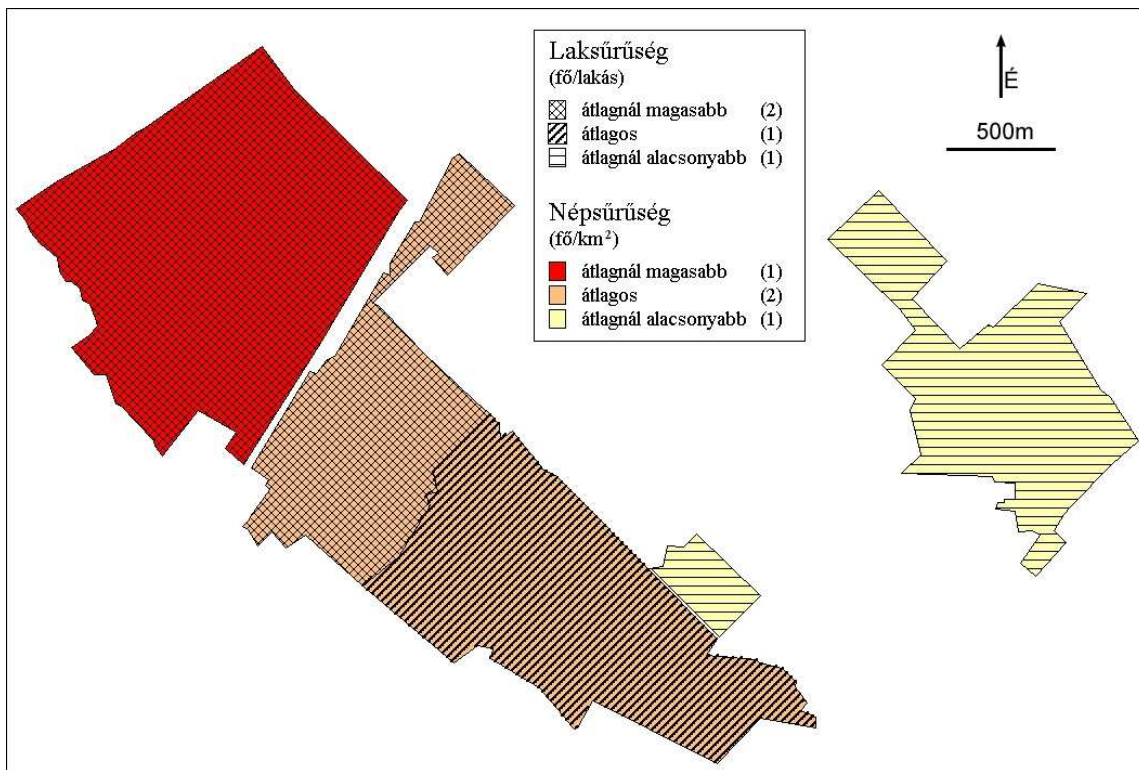 Laksűrűség
(fő/lakás)
átlagnál magasabb (2)
átlagos (1)
átlagnál alacsonyabb (1)
Népsűrűség
(fő/km²)
átlagnál magasabb (1)
átlagos (2)
átlagnál alacsonyabb (1)
É
500m